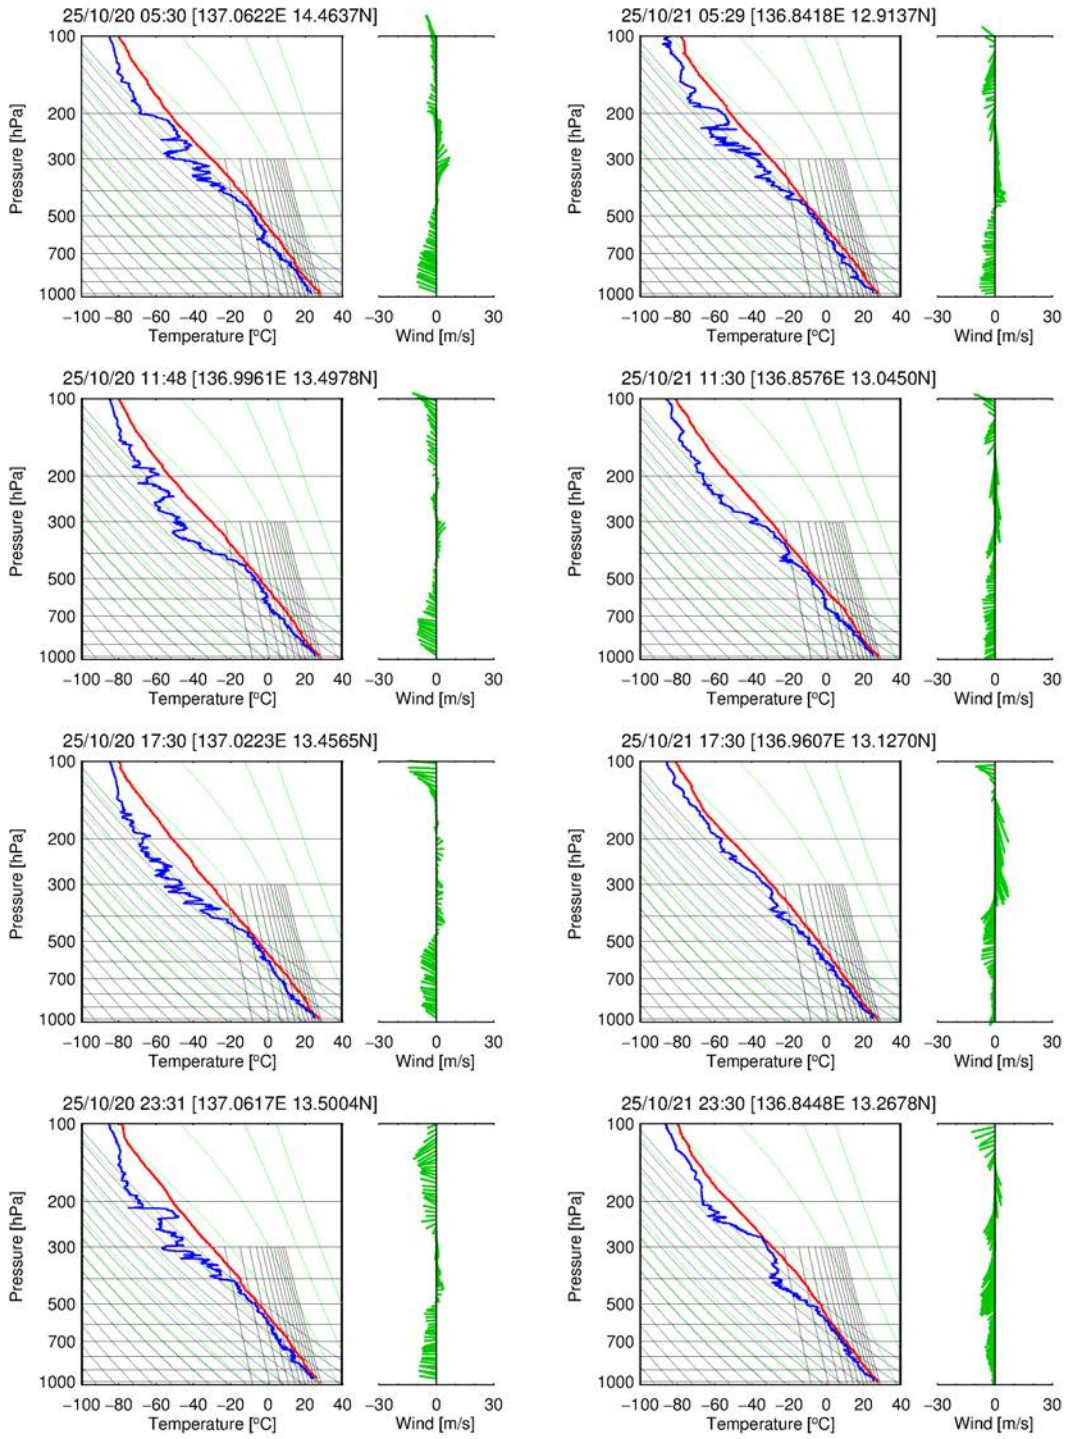 25/10/20 05:30 [137.0622E 14.4637N]
Pressure [hPa]
100
200
300
500
700
1000
−100 −80 −60 −40 −20 0 20 40
Temperature [°C]
−30 0 30
Wind [m/s]
25/10/21 05:29 [136.8418E 12.9137N]
Pressure [hPa]
100
200
300
500
700
1000
−100 −80 −60 −40 −20 0 20 40
Temperature [°C]
−30 0 30
Wind [m/s]
25/10/20 11:48 [136.9961E 13.4978N]
Pressure [hPa]
100
200
300
500
700
1000
−100 −80 −60 −40 −20 0 20 40
Temperature [°C]
−30 0 30
Wind [m/s]
25/10/21 11:30 [136.8576E 13.0450N]
Pressure [hPa]
100
200
300
500
700
1000
−100 −80 −60 −40 −20 0 20 40
Temperature [°C]
−30 0 30
Wind [m/s]
25/10/20 17:30 [137.0223E 13.4565N]
Pressure [hPa]
100
200
300
500
700
1000
−100 −80 −60 −40 −20 0 20 40
Temperature [°C]
−30 0 30
Wind [m/s]
25/10/21 17:30 [136.9607E 13.1270N]
Pressure [hPa]
100
200
300
500
700
1000
−100 −80 −60 −40 −20 0 20 40
Temperature [°C]
−30 0 30
Wind [m/s]
25/10/20 23:31 [137.0617E 13.5004N]
Pressure [hPa]
100
200
300
500
700
1000
−100 −80 −60 −40 −20 0 20 40
Temperature [°C]
−30 0 30
Wind [m/s]
25/10/21 23:30 [136.8448E 13.2678N]
Pressure [hPa]
100
200
300
500
700
1000
−100 −80 −60 −40 −20 0 20 40
Temperature [°C]
−30 0 30
Wind [m/s]